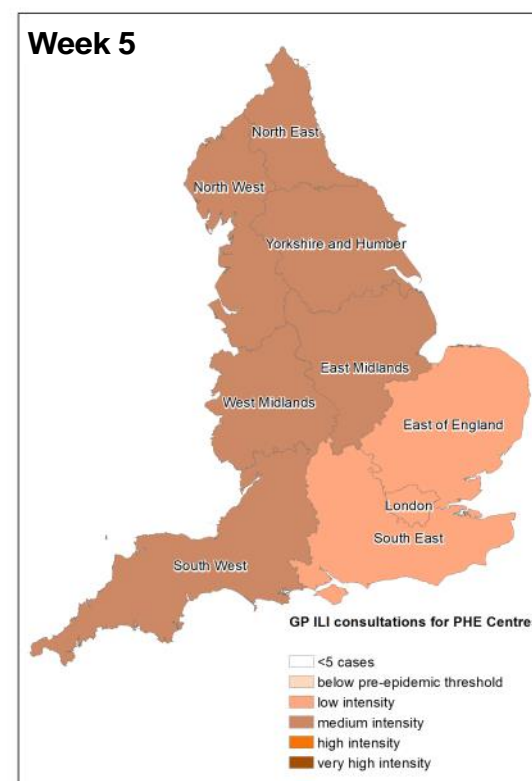 Week 5
North East
North West
Yorkshire and Humber
East Midlands
West Midlands
East of England
London
South East
South West
GP ILI consultations for PHE Centre
<5 cases
below pre-epidemic threshold
low intensity
medium intensity
high intensity
very high intensity